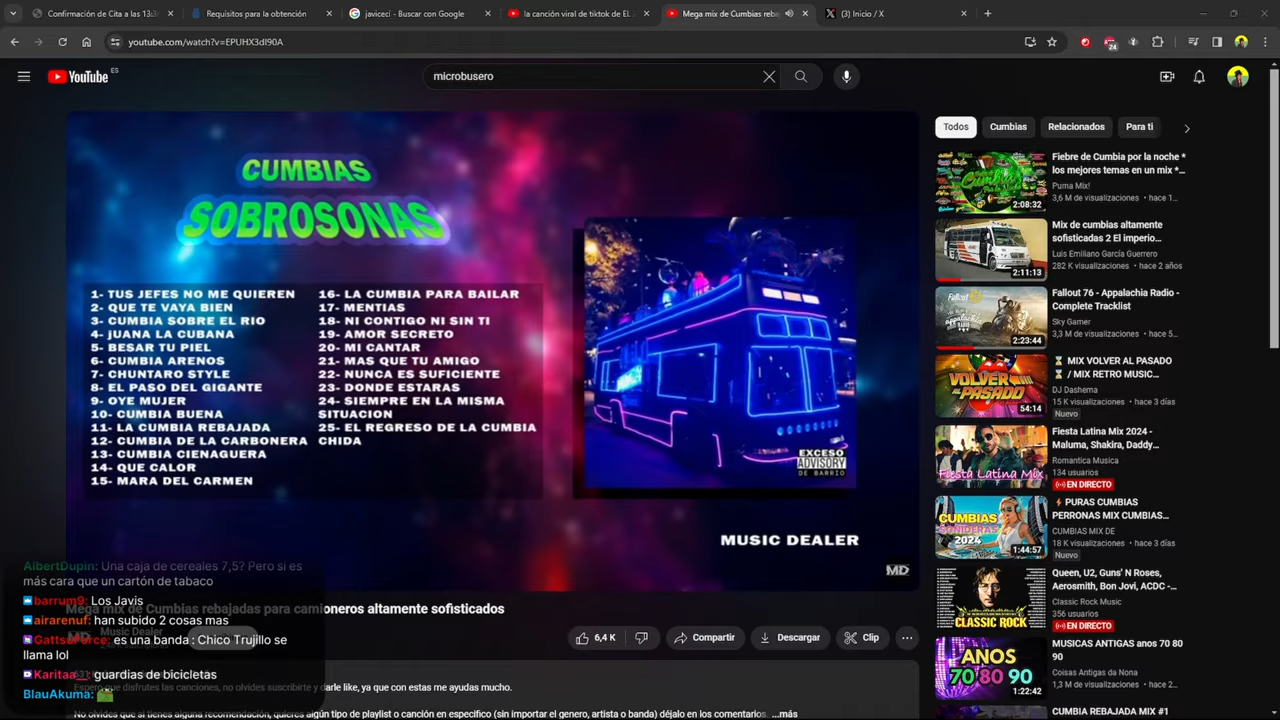 Confirmación de Cita a las 13:3
Requisitos para la obtención
javiceci - Buscar con Google
la canción viral de tiktok de EL
Mega mix de Cumbias reba
(3) Inicio / X
youtube.com/watch?v=EPUHX3dI90A
24
YouTube ES
microbusero
CUMBIAS
SOBROSONAS
1- TUS JEFES NO ME QUIEREN
2- QUE TE VAYA BIEN
3- CUMBIA SOBRE EL RIO
4- JUANA LA CUBANA
5- BESAR TU PIEL
6- CUMBIA ARENOS
7- CHUNTARO STYLE
8- EL PASO DEL GIGANTE
9- OYE MUJER
10- CUMBIA BUENA
11- LA CUMBIA REBAJADA
12- CUMBIA DE LA CARBONERA
13- CUMBIA CIENAGUERA
14- QUE CALOR
15- MARA DEL CARMEN
16- LA CUMBIA PARA BAILAR
17- MENTIAS
18- NI CONTIGO NI SIN TI
19- AMOR SECRETO
20- MI CANTAR
21- MAS QUE TU AMIGO
22- NUNCA ES SUFICIENTE
23- DONDE ESTARAS
24- SIEMPRE EN LA MISMA
SITUACION
25- EL REGRESO DE LA CUMBIA
CHIDA
EXCESO
ADVISORY
DE BARRIO
MUSIC DEALER
MD
AlbertDupin: Una caja de cereales 7,5? Pero si es
más cara que un cartón de tabaco
barrum9: Los Javis
airarenuf: han subido 2 cosas mas
GattsuForce: es una banda : Chico Trujillo se
llama lol
Karitaa__: guardias de bicicletas
BlauAkuma:
Mega mix de Cumbias rebajadas para camioneros altamente sofisticados
Music Dealer
6,4 K
Compartir
Descargar
Clip
Espero que disfrutes las canciones, no olvides suscribirte y darle like, ya que con estas me ayudas mucho.
No olvides que si tienes alguna recomendación, quieres algún tipo de playlist o canción en especifico (sin importar el genero, artista o banda) déjalo en los comentarios. ...más
Todos
Cumbias
Relacionados
Para ti
Fiebre de Cumbia por la noche *
los mejores temas en un mix *...
Puma Mix!
3,6 M de visualizaciones • hace 1...
2:08:32
Mix de cumbias altamente
sofisticadas 2 El imperio...
Luis Emiliano García Guerrero
282 K visualizaciones • hace 2 años
2:11:13
Fallout 76 - Appalachia Radio -
Complete Tracklist
Sky Gamer
3,3 M de visualizaciones • hace 5...
2:23:44
MIX VOLVER AL PASADO
/ MIX RETRO MUSIC...
DJ Dashema
15 K visualizaciones • hace 3 días
Nuevo
VOLVER
AL PASADO
54:14
Fiesta Latina Mix 2024 -
Maluma, Shakira, Daddy...
Romantica Musica
134 usuarios
EN DIRECTO
Fiesta Latina Mix
PURAS CUMBIAS
PERRONAS MIX CUMBIAS...
CUMBIAS MIX DE
18 K visualizaciones • hace 3 días
Nuevo
CUMBIAS
SONIDERAS
2024
1:44:57
Queen, U2, Guns' N Roses,
Aerosmith, Bon Jovi, ACDC -...
Classic Rock Music
356 usuarios
EN DIRECTO
CLASSIC ROCK
MUSICAS ANTIGAS anos 70 80
90
Coisas Antigas da Nona
1,3 M de visualizaciones • hace 2...
ANOS
70 80 90
1:22:42
CUMBIA REBAJADA MIX #1